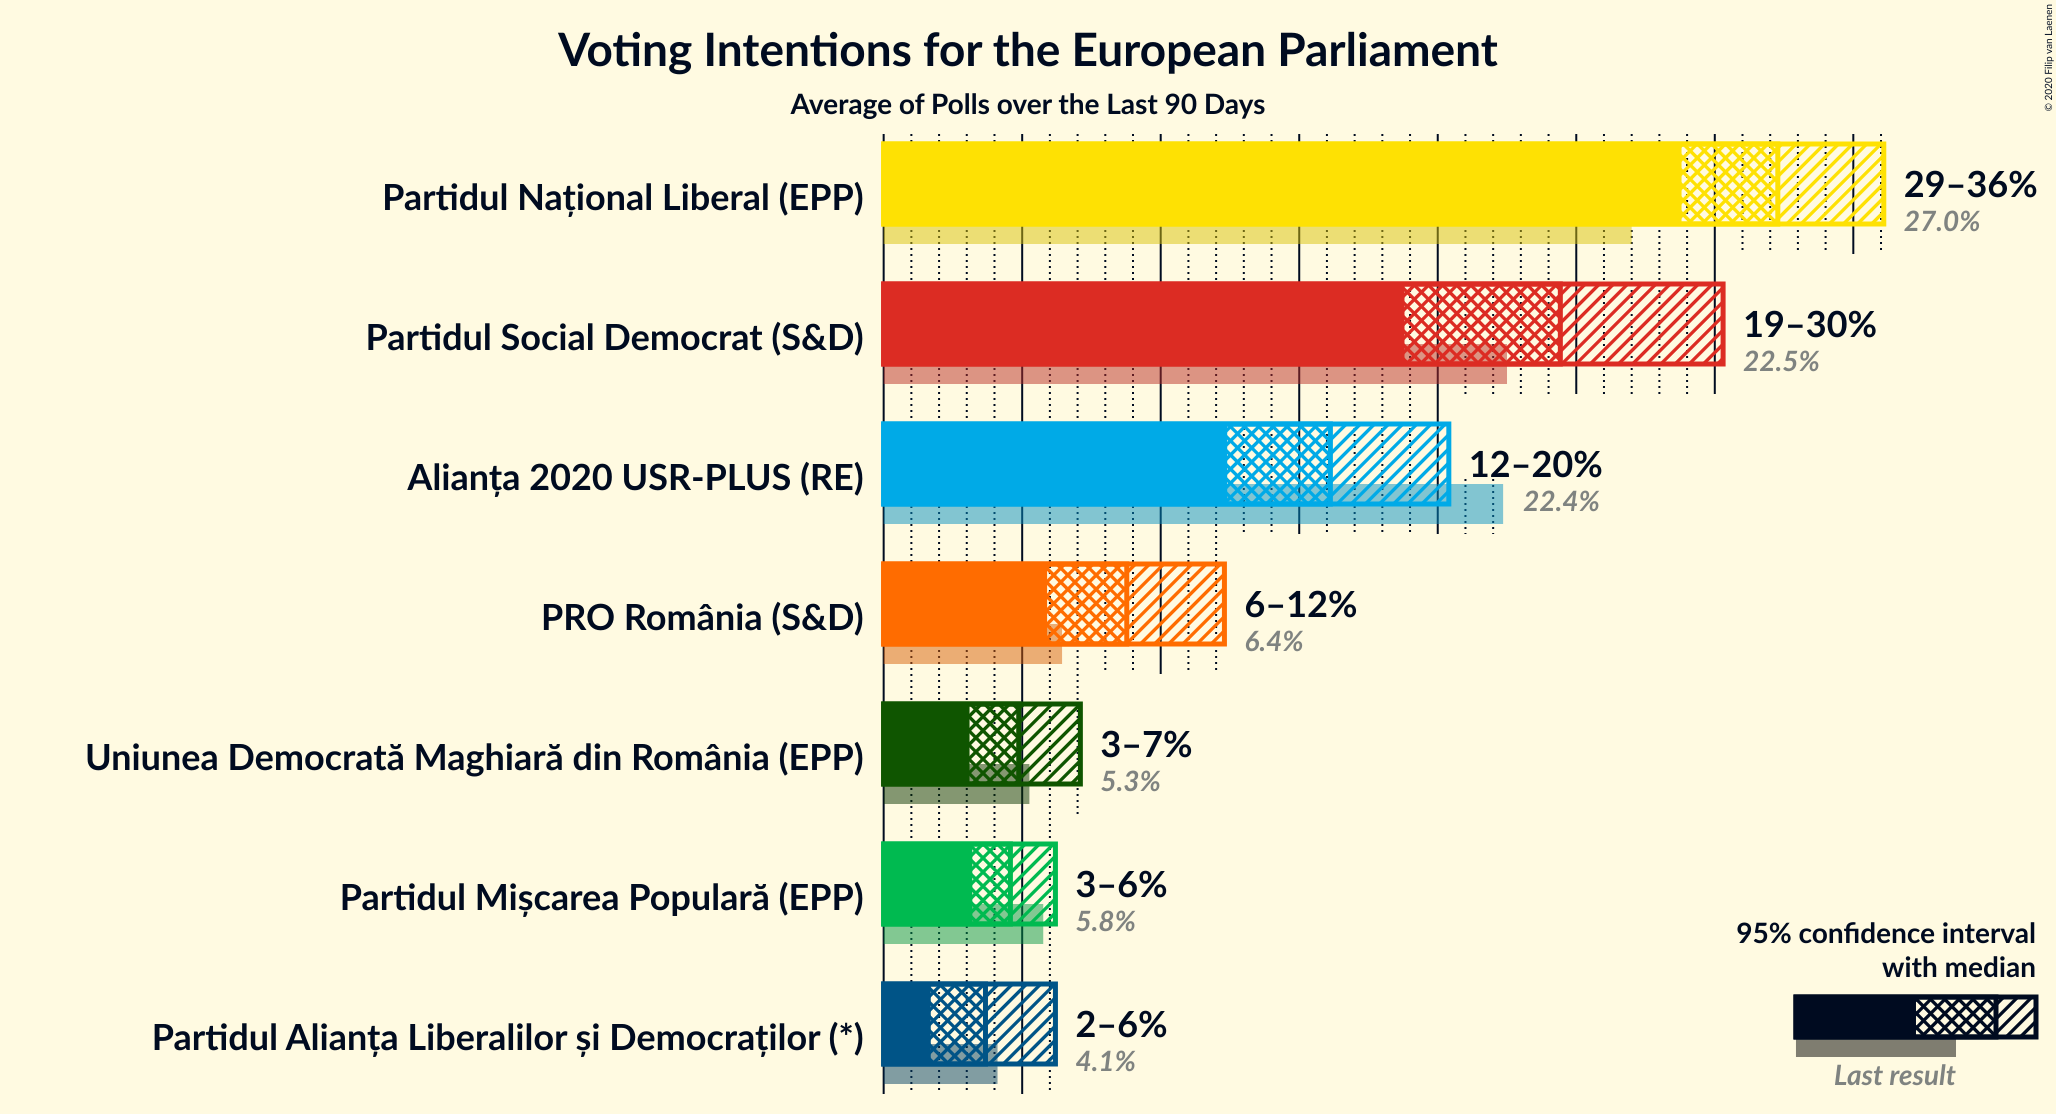 Voting Intentions for the European Parliament
Average of Polls over the Last 90 Days
© 2020 Filip van Laenen
Partidul Național Liberal (EPP)
29–36%
27.0%
Partidul Social Democrat (S&D)
19–30%
22.5%
Alianța 2020 USR-PLUS (RE)
12–20%
22.4%
PRO România (S&D)
6–12%
6.4%
Uniunea Democrată Maghiară din România (EPP)
3–7%
5.3%
Partidul Mișcarea Populară (EPP)
3–6%
5.8%
Partidul Alianța Liberalilor și Democraților (*)
2–6%
4.1%
95% confidence interval
with median
Last result